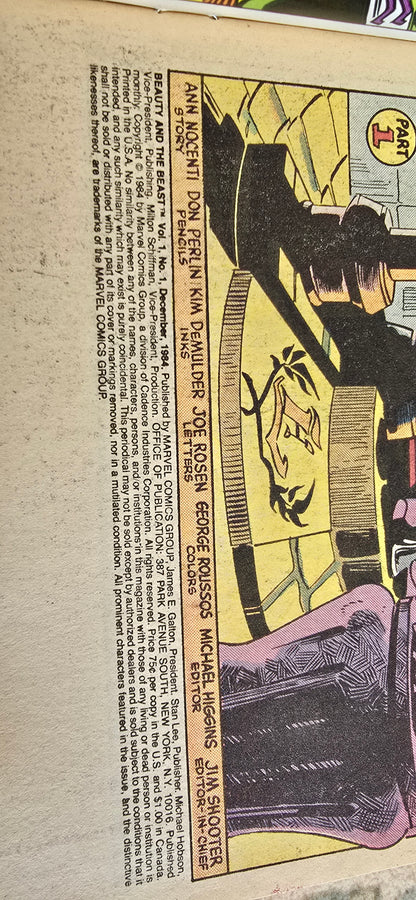 PART
1
ANN NOCENTI DON PERLIN KIM DeMULDER JOE ROSEN GEORGE ROUSSOS MICHAEL HIGGINS JIM SHOOTER
STORY PENCILS INKS LETTERS COLORS EDITOR EDITOR-IN-CHIEF
BEAUTY AND THE BEAST™ Vol. 1, No. 1, December, 1984. Published by MARVEL COMICS GROUP, James E. Galton, President. Stan Lee, Publisher. Michael Hobson,
Vice-President, Publishing. Milton Schiffman, Vice-President, Production. OFFICE OF PUBLICATION: 387 PARK AVENUE SOUTH, NEW YORK, N.Y. 10016. Published
monthly. Copyright © 1984 by Marvel Comics Group, a division of Cadence Industries Corporation. All rights reserved. Price 75¢ per copy in the U.S. and $1.00 in Canada.
Printed in the U.S.A. No similarity between any of the names, characters, persons, and/or institutions in this magazine with those of any living or dead person or institution is
intended, and any such similarity which may exist is purely coincidental. This periodical may not be sold except by authorized dealers and is sold subject to the conditions that it
shall not be sold or distributed with any part of its cover or markings removed, nor in a mutilated condition. All prominent characters featured in the issue, and the distinctive
likenesses thereof, are trademarks of the MARVEL COMICS GROUP.